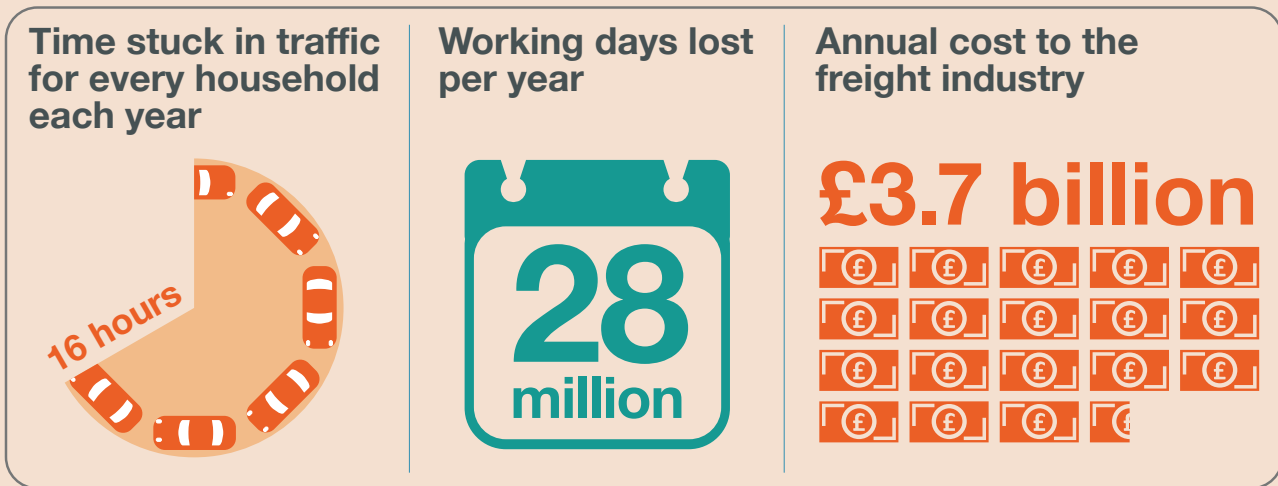 Time stuck in traffic
for every household
each year
16 hours
Working days lost
per year
28
million
Annual cost to the
freight industry
£3.7 billion
£ £ £ £ £
£ £ £ £ £
£ £ £ £ £
£ £ £